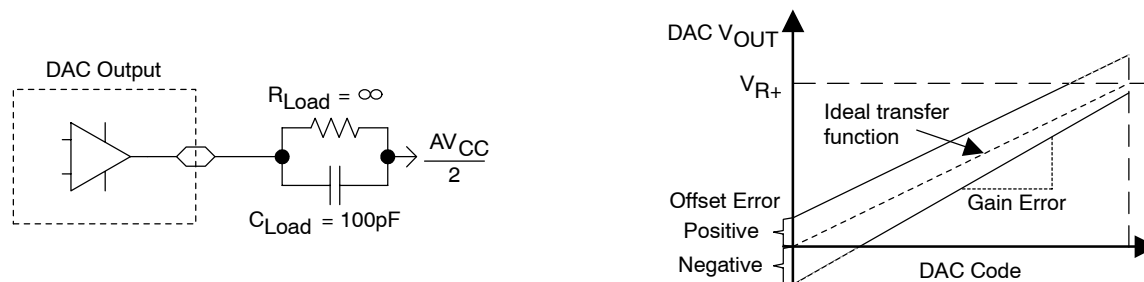 DAC Output
R_Load = ∞
AV_CC
2
C_Load = 100pF
DAC V_OUT
V_R+
Ideal transfer
function
Offset Error
Positive
Negative
Gain Error
DAC Code